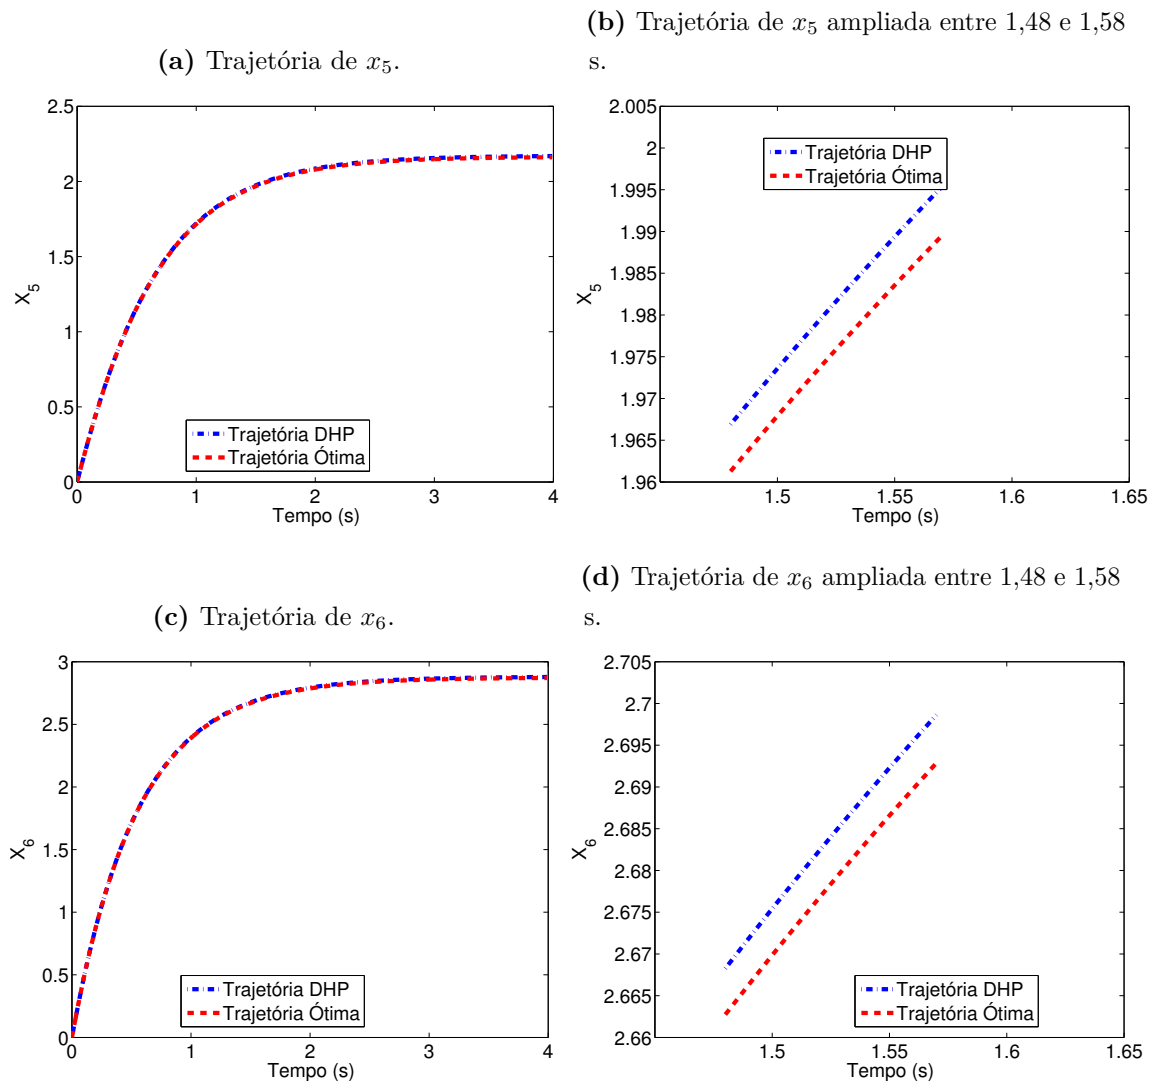 (a) Trajetória de x5.
2.5
2
1.5
1
0.5
0
X5
Trajetória DHP
Trajetória Ótima
0 1 2 3 4
Tempo (s)
(b) Trajetória de x5 ampliada entre 1,48 e 1,58
s.
2.005
2
1.995
1.99
1.985
1.98
1.975
1.97
1.965
1.96
X5
Trajetória DHP
Trajetória Ótima
1.5 1.55 1.6 1.65
Tempo (s)
(c) Trajetória de x6.
3
2.5
2
1.5
1
0.5
0
X6
Trajetória DHP
Trajetória Ótima
0 1 2 3 4
Tempo (s)
(d) Trajetória de x6 ampliada entre 1,48 e 1,58
s.
2.705
2.7
2.695
2.69
2.685
2.68
2.675
2.67
2.665
2.66
X6
Trajetória DHP
Trajetória Ótima
1.5 1.55 1.6 1.65
Tempo (s)